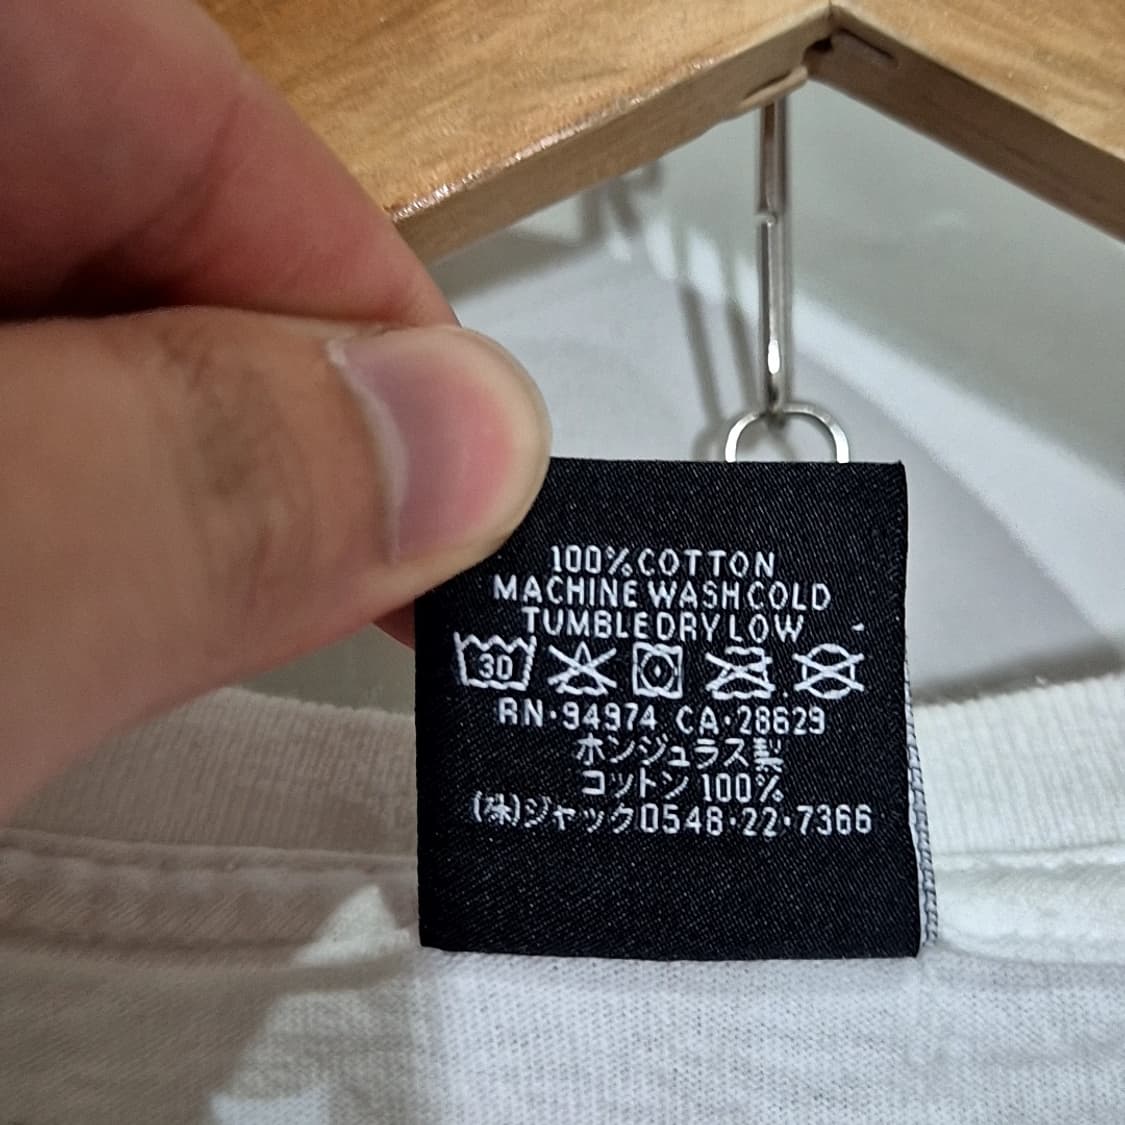 100% COTTON
MACHINE WASH COLD
TUMBLE DRY LOW
30
RN·94974 CA·28629
ホンジュラス製
コットン 100%
(株)ジャック0548·22·7366